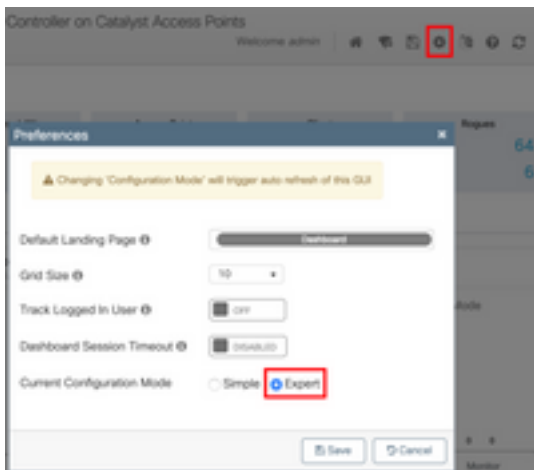 Controller on Catalyst Access Points
Welcome admin
Rogues
64
6
Preferences
Changing 'Configuration Mode' will trigger auto refresh of this GUI
Default Landing Page
Dashboard
Grid Size
10
Track Logged In User
OFF
Dashboard Session Timeout
DISABLED
Current Configuration Mode
Simple
Expert
Mode
Save
Cancel
Monitor